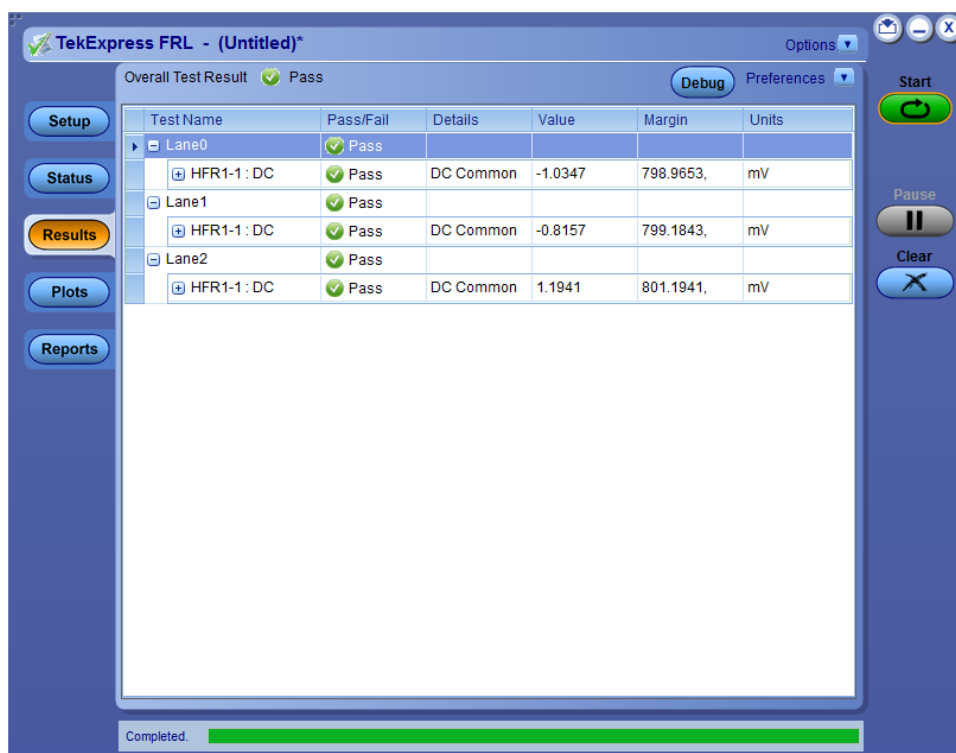 TekExpress FRL - (Untitled)*
Options
X
Overall Test Result Pass
Debug
Preferences
Start
Setup
Status
Results
Plots
Reports
Test Name Pass/Fail Details Value Margin Units
Lane0 Pass
HFR1-1 : DC Pass DC Common -1.0347 798.9653, mV
Lane1 Pass
HFR1-1 : DC Pass DC Common -0.8157 799.1843, mV
Lane2 Pass
HFR1-1 : DC Pass DC Common 1.1941 801.1941, mV
Pause
Clear
Completed.